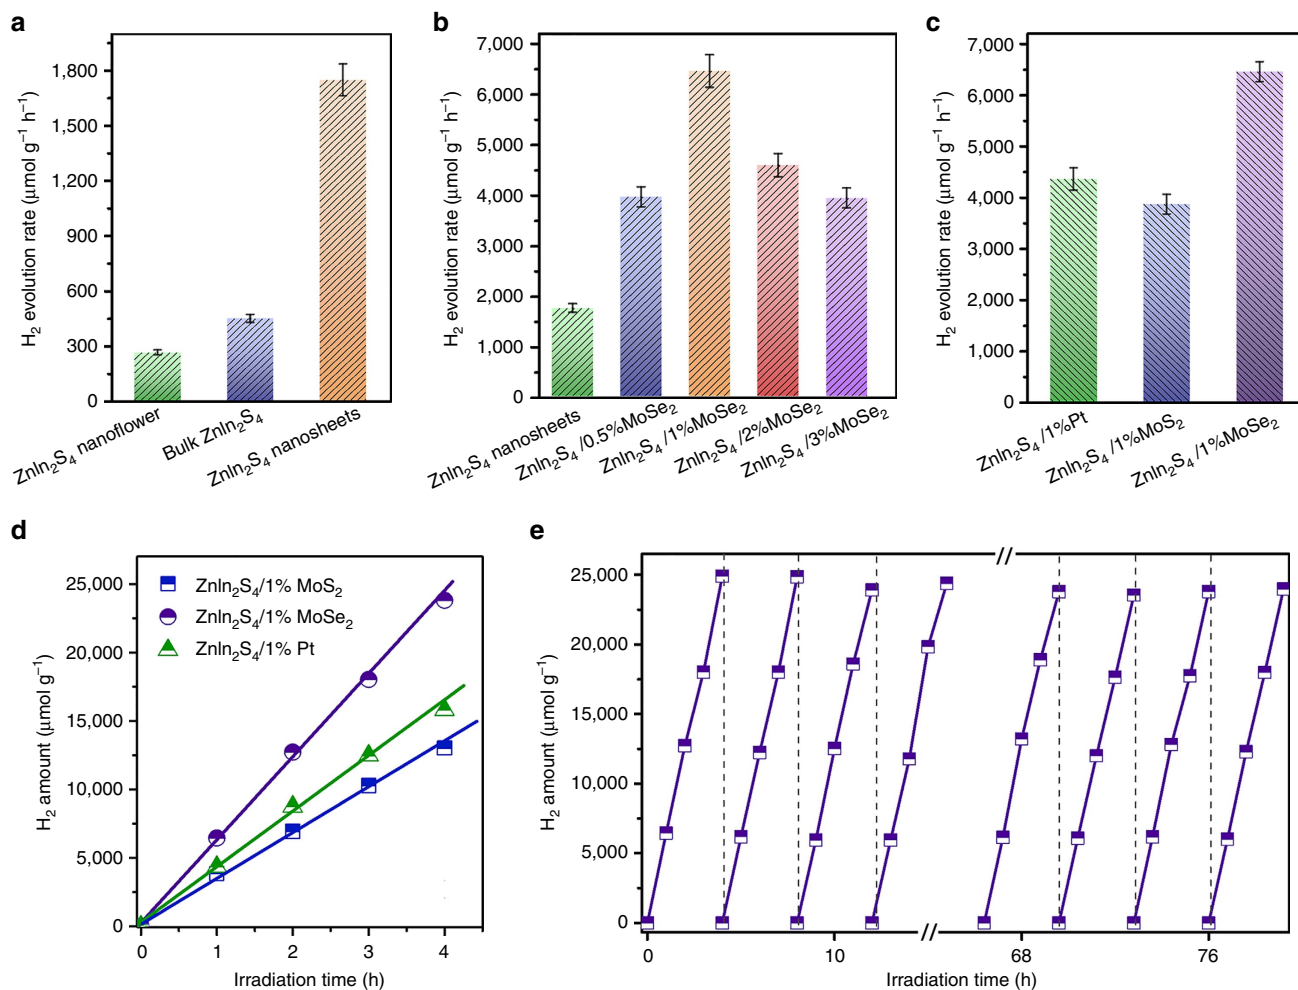 a
H₂ evolution rate (μmol g⁻¹ h⁻¹)
1,800
1,500
1,200
900
600
300
0
ZnIn₂S₄ nanoflower
Bulk ZnIn₂S₄
ZnIn₂S₄ nanosheets
b
H₂ evolution rate (μmol g⁻¹ h⁻¹)
7,000
6,000
5,000
4,000
3,000
2,000
1,000
0
ZnIn₂S₄ nanosheets
ZnIn₂S₄ /0.5%MoSe₂
ZnIn₂S₄ /1%MoSe₂
ZnIn₂S₄ /2%MoSe₂
ZnIn₂S₄ /3%MoSe₂
c
H₂ evolution rate (μmol g⁻¹ h⁻¹)
7,000
6,000
5,000
4,000
3,000
2,000
1,000
0
ZnIn₂S₄ /1%Pt
ZnIn₂S₄ /1%MoS₂
ZnIn₂S₄ /1%MoSe₂
d
H₂ amount (μmol g⁻¹)
25,000
20,000
15,000
10,000
5,000
0
ZnIn₂S₄/1% MoS₂
ZnIn₂S₄/1% MoSe₂
ZnIn₂S₄/1% Pt
0 1 2 3 4
Irradiation time (h)
e
H₂ amount (μmol g⁻¹)
25,000
20,000
15,000
10,000
5,000
0
0 10 68 76
Irradiation time (h)